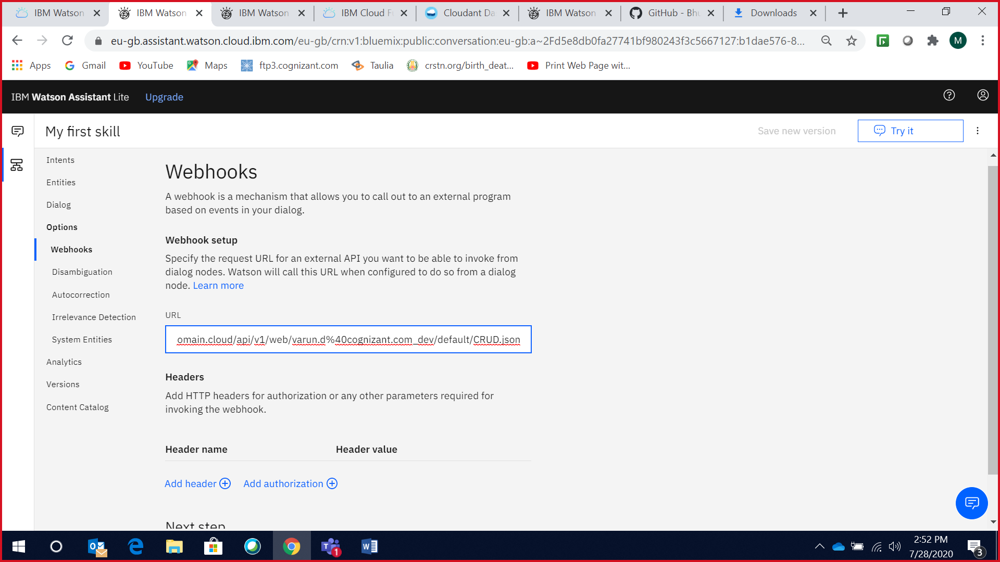 IBM Watson
IBM Watson
IBM Watson
IBM Cloud Fu
Cloudant Da
IBM Watson
GitHub - Bhu
Downloads
eu-gb.assistant.watson.cloud.ibm.com/eu-gb/crn:v1:bluemix:public:conversation:eu-gb:a~2Fd5e8db0fa27741bf980243f3c5667127:b1dae576-8...
M
Apps
Gmail
YouTube
Maps
ftp3.cognizant.com
Taulia
crstn.org/birth_deat...
Print Web Page wit...
IBM Watson Assistant Lite
Upgrade
My first skill
Save new version
Try it
Intents
Entities
Dialog
Options
Webhooks
Disambiguation
Autocorrection
Irrelevance Detection
System Entities
Analytics
Versions
Content Catalog
Webhooks
A webhook is a mechanism that allows you to call out to an external program
based on events in your dialog.
Webhook setup
Specify the request URL for an external API you want to be able to invoke from
dialog nodes. Watson will call this URL when configured to do so from a dialog
node. Learn more
URL
omain.cloud/api/v1/web/varun.d%40cognizant.com_dev/default/CRUD.json
Headers
Add HTTP headers for authorization or any other parameters required for
invoking the webhook.
Header name Header value
Add header
Add authorization
Next step
2:52 PM
7/28/2020
1
3